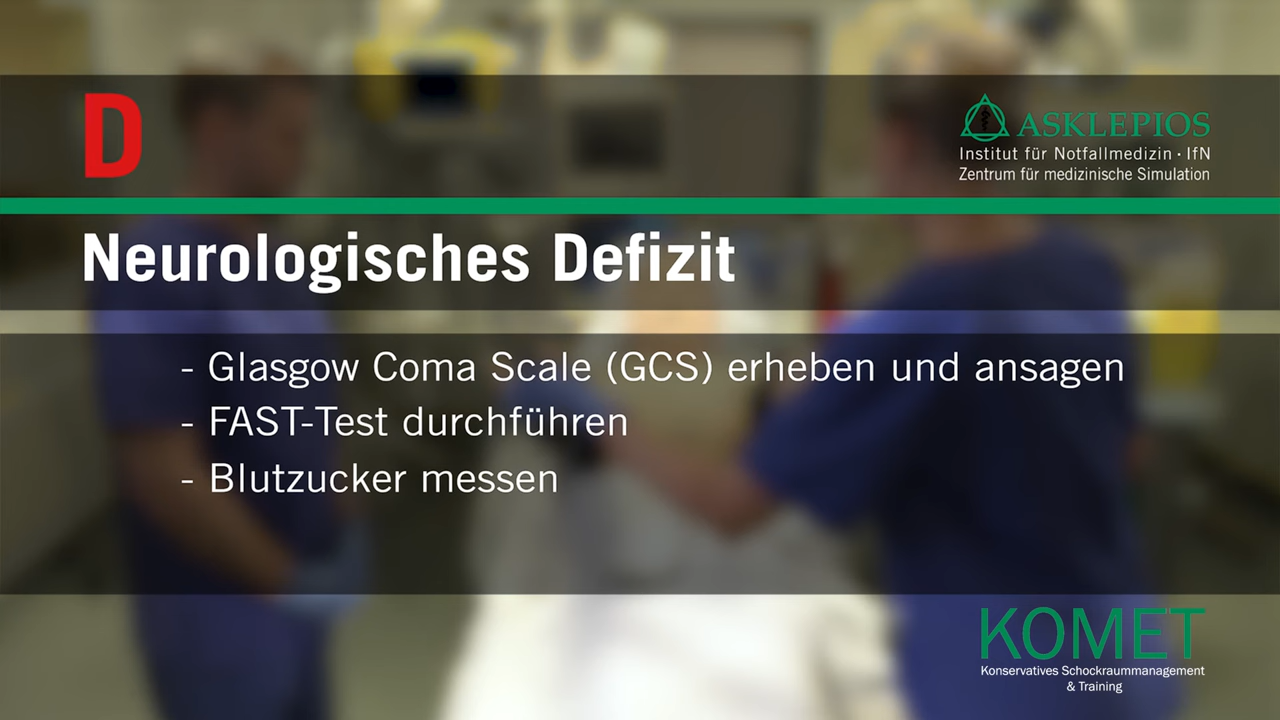 D
ASKLEPIOS
Institut für Notfallmedizin · IfN
Zentrum für medizinische Simulation
Neurologisches Defizit
- Glasgow Coma Scale (GCS) erheben und ansagen
- FAST-Test durchführen
- Blutzucker messen
KOMET
Konservatives Schockraummanagement
& Training